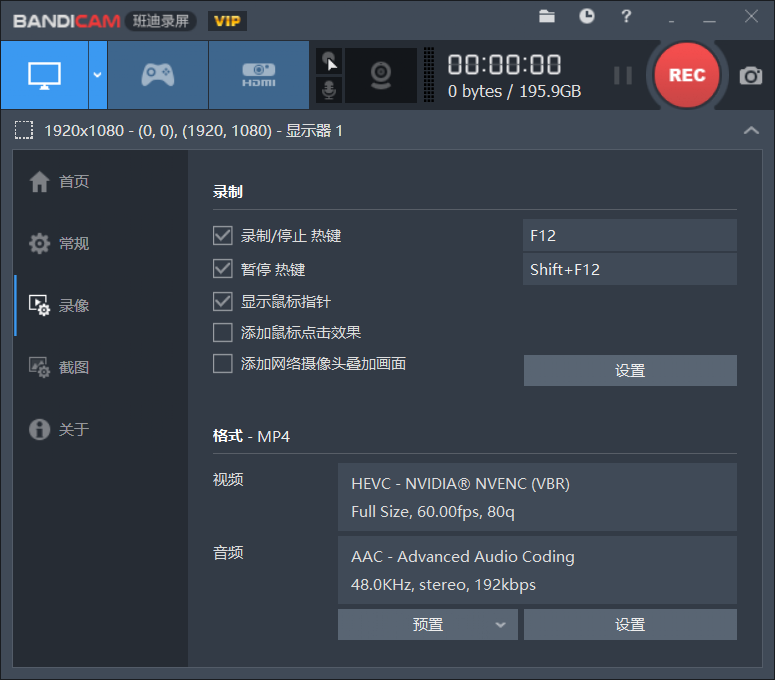 BANDICAM 班迪录屏 VIP
?
HDMI
00:00:00
0 bytes / 195.9GB
REC
1920x1080 - (0, 0), (1920, 1080) - 显示器 1
首页
常规
录像
截图
关于
录制
录制/停止 热键 F12
暂停 热键 Shift+F12
显示鼠标指针
添加鼠标点击效果
添加网络摄像头叠加画面 设置
格式 - MP4
视频 HEVC - NVIDIA® NVENC (VBR)
Full Size, 60.00fps, 80q
音频 AAC - Advanced Audio Coding
48.0KHz, stereo, 192kbps
预置 设置